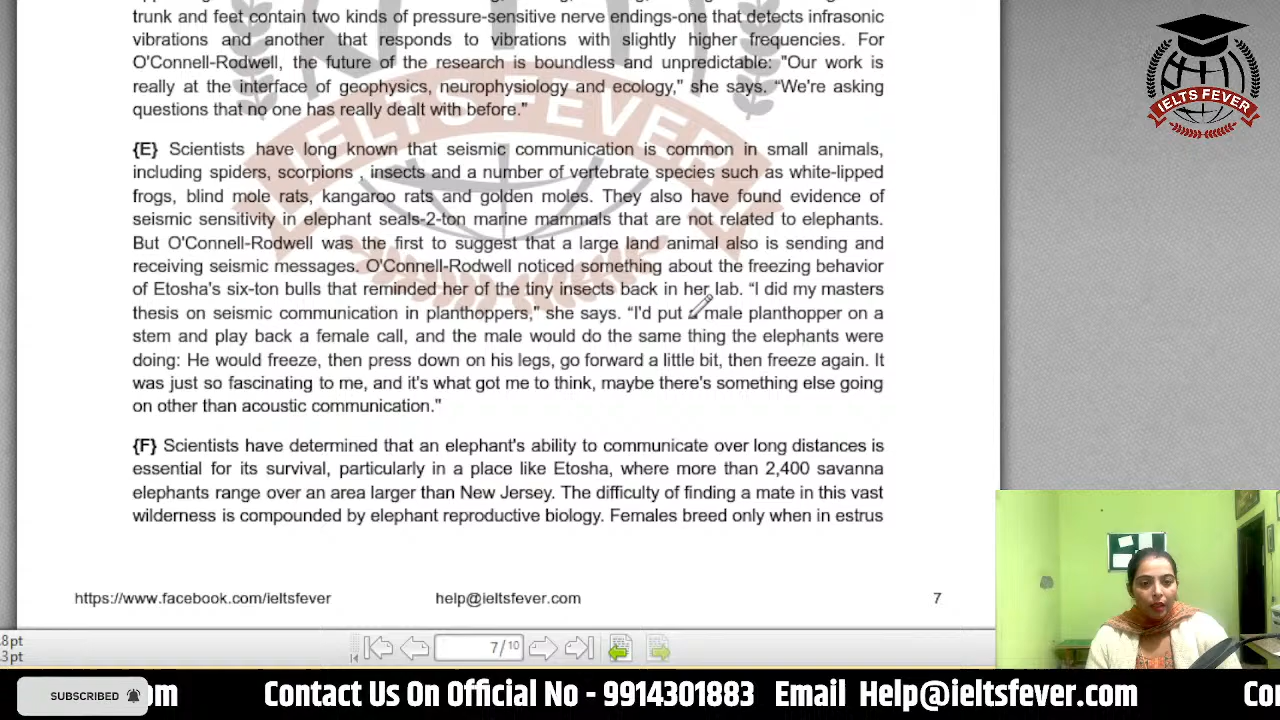 trunk and feet contain two kinds of pressure-sensitive nerve endings-one that detects infrasonic
vibrations and another that responds to vibrations with slightly higher frequencies. For
O'Connell-Rodwell, the future of the research is boundless and unpredictable: "Our work is
really at the interface of geophysics, neurophysiology and ecology," she says. “We're asking
questions that no one has really dealt with before."
{E} Scientists have long known that seismic communication is common in small animals,
including spiders, scorpions , insects and a number of vertebrate species such as white-lipped
frogs, blind mole rats, kangaroo rats and golden moles. They also have found evidence of
seismic sensitivity in elephant seals-2-ton marine mammals that are not related to elephants.
But O'Connell-Rodwell was the first to suggest that a large land animal also is sending and
receiving seismic messages. O'Connell-Rodwell noticed something about the freezing behavior
of Etosha's six-ton bulls that reminded her of the tiny insects back in her lab. “I did my masters
thesis on seismic communication in planthoppers," she says. “I'd put male planthopper on a
stem and play back a female call, and the male would do the same thing the elephants were
doing: He would freeze, then press down on his legs, go forward a little bit, then freeze again. It
was just so fascinating to me, and it's what got me to think, maybe there's something else going
on other than acoustic communication."
{F} Scientists have determined that an elephant's ability to communicate over long distances is
essential for its survival, particularly in a place like Etosha, where more than 2,400 savanna
elephants range over an area larger than New Jersey. The difficulty of finding a mate in this vast
wilderness is compounded by elephant reproductive biology. Females breed only when in estrus
https://www.facebook.com/ieltsfever help@ieltsfever.com 7
.8pt
.3pt
7/10
IELTS FEVER
IELTS FEVER
SUBSCRIBED
om Contact Us On Official No - 9914301883 Email Help@ieltsfever.com Co